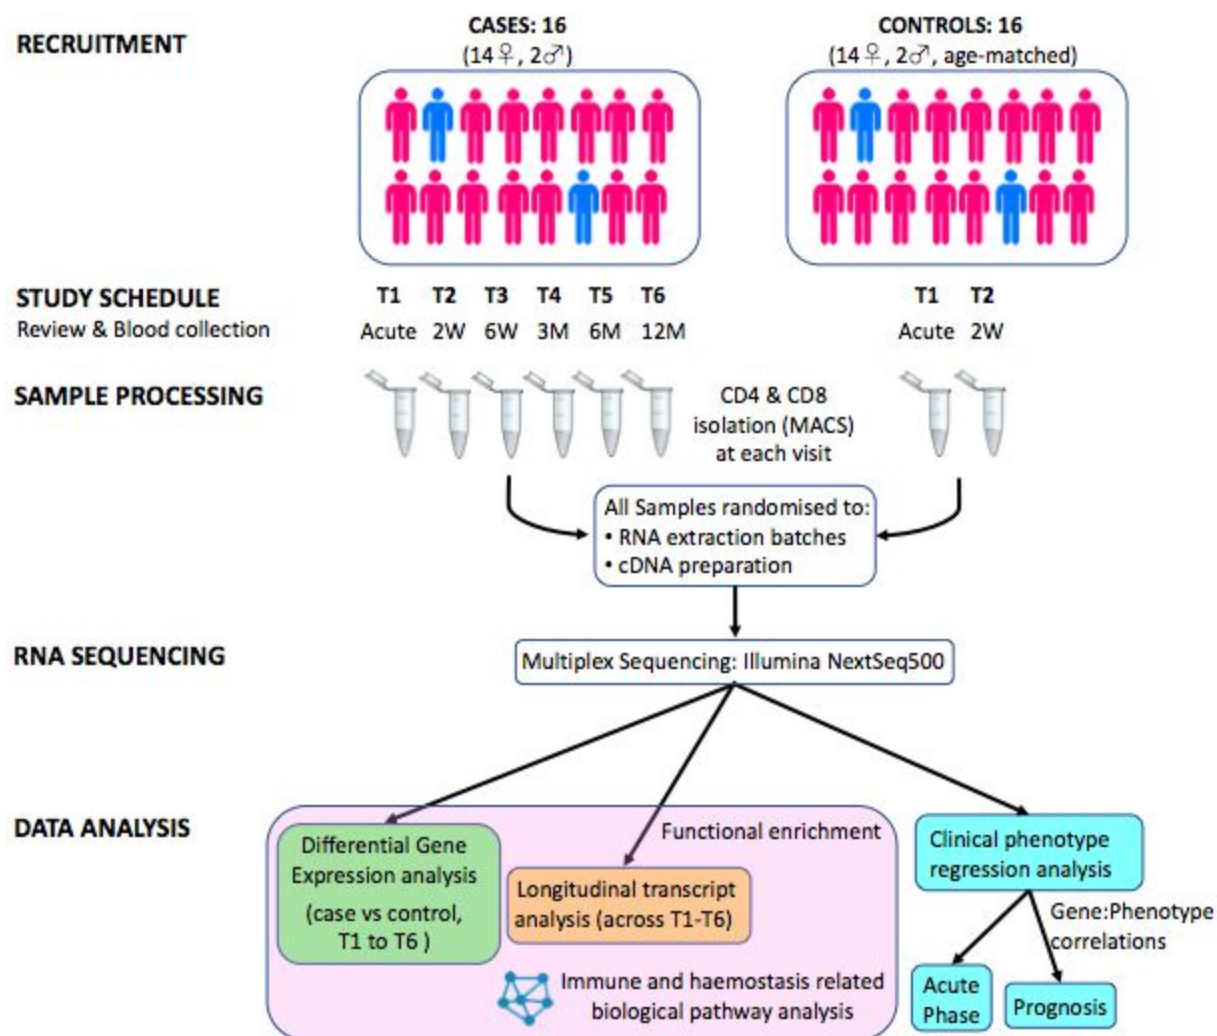 RECRUITMENT
CASES: 16
(14♀, 2♂)
CONTROLS: 16
(14♀, 2♂, age-matched)
STUDY SCHEDULE
Review & Blood collection
T1 T2 T3 T4 T5 T6
Acute 2W 6W 3M 6M 12M
T1 T2
Acute 2W
SAMPLE PROCESSING
CD4 & CD8
isolation (MACS)
at each visit
All Samples randomised to:
• RNA extraction batches
• cDNA preparation
RNA SEQUENCING
Multiplex Sequencing: Illumina NextSeq500
DATA ANALYSIS
Functional enrichment
Differential Gene
Expression analysis
(case vs control,
T1 to T6 )
Longitudinal transcript
analysis (across T1-T6)
Immune and haemostasis related
biological pathway analysis
Clinical phenotype
regression analysis
Gene:Phenotype
correlations
Acute
Phase
Prognosis